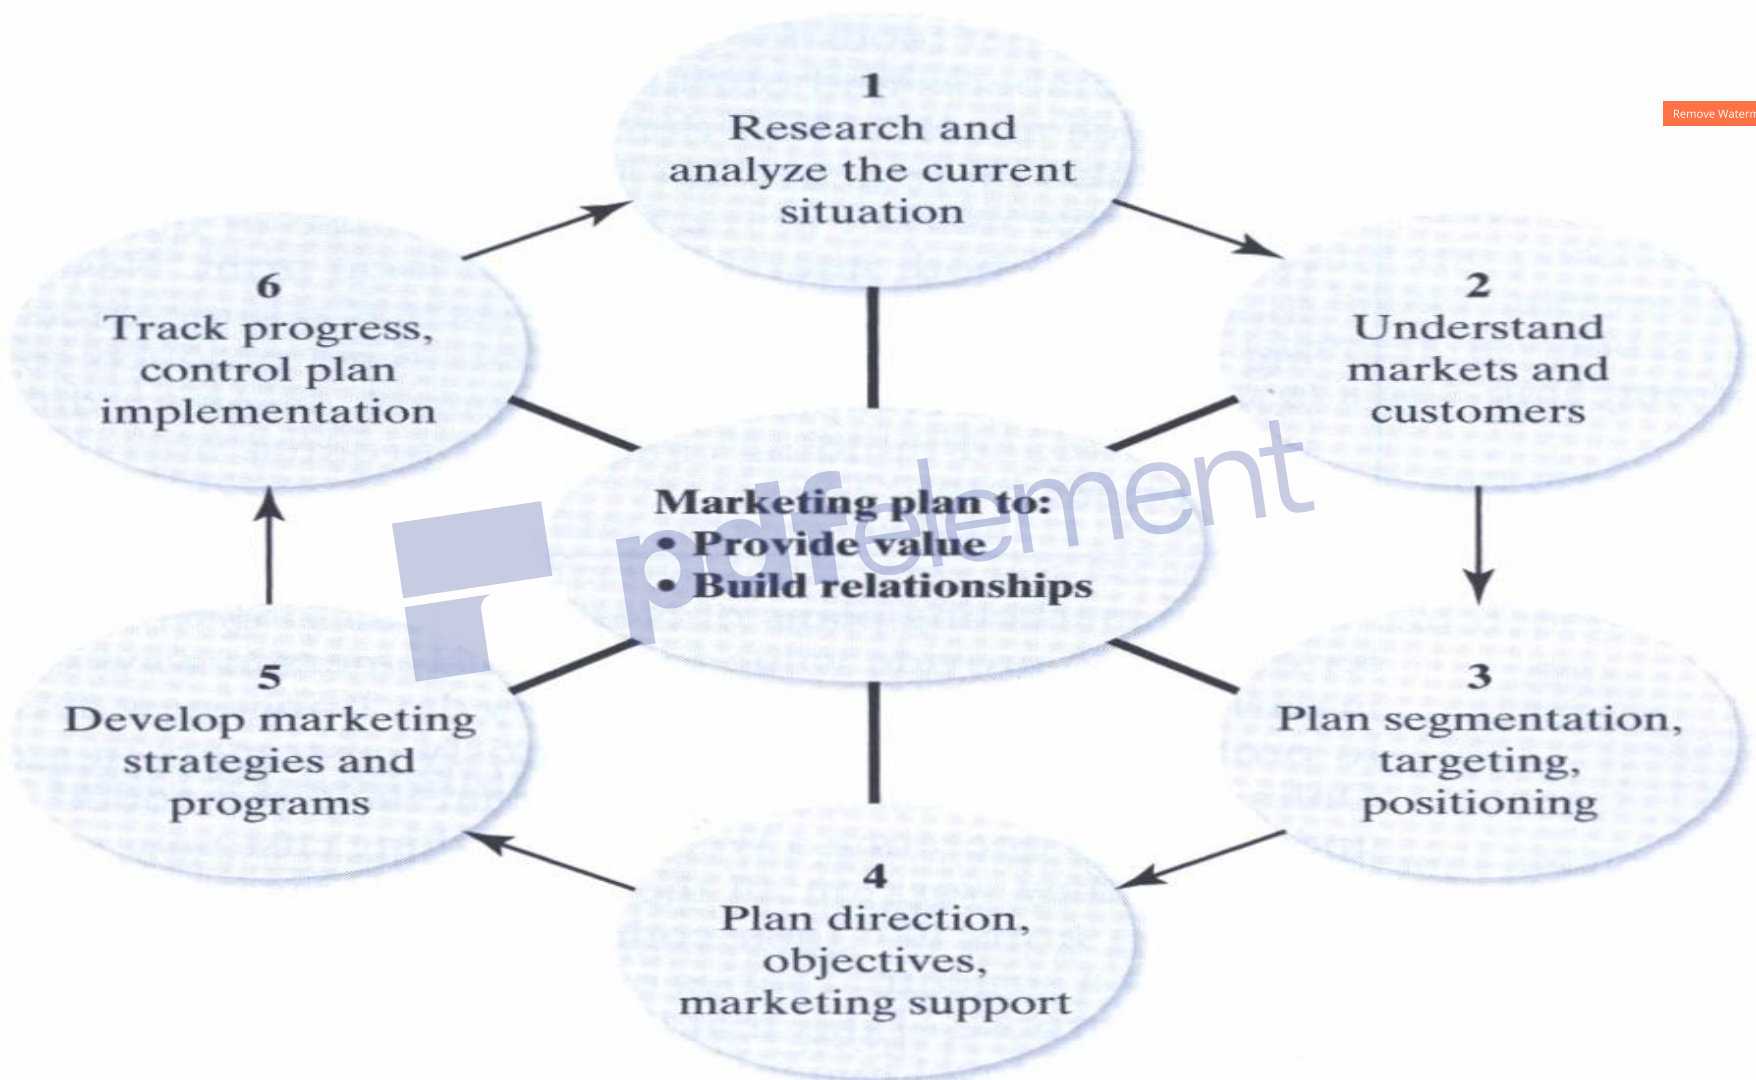 1
Research and
analyze the current
situation
Remove Waterm
2
Understand
markets and
customers
6
Track progress,
control plan
implementation
Marketing plan to:
• Provide value
• Build relationships
pdfelement
3
Plan segmentation,
targeting,
positioning
5
Develop marketing
strategies and
programs
4
Plan direction,
objectives,
marketing support